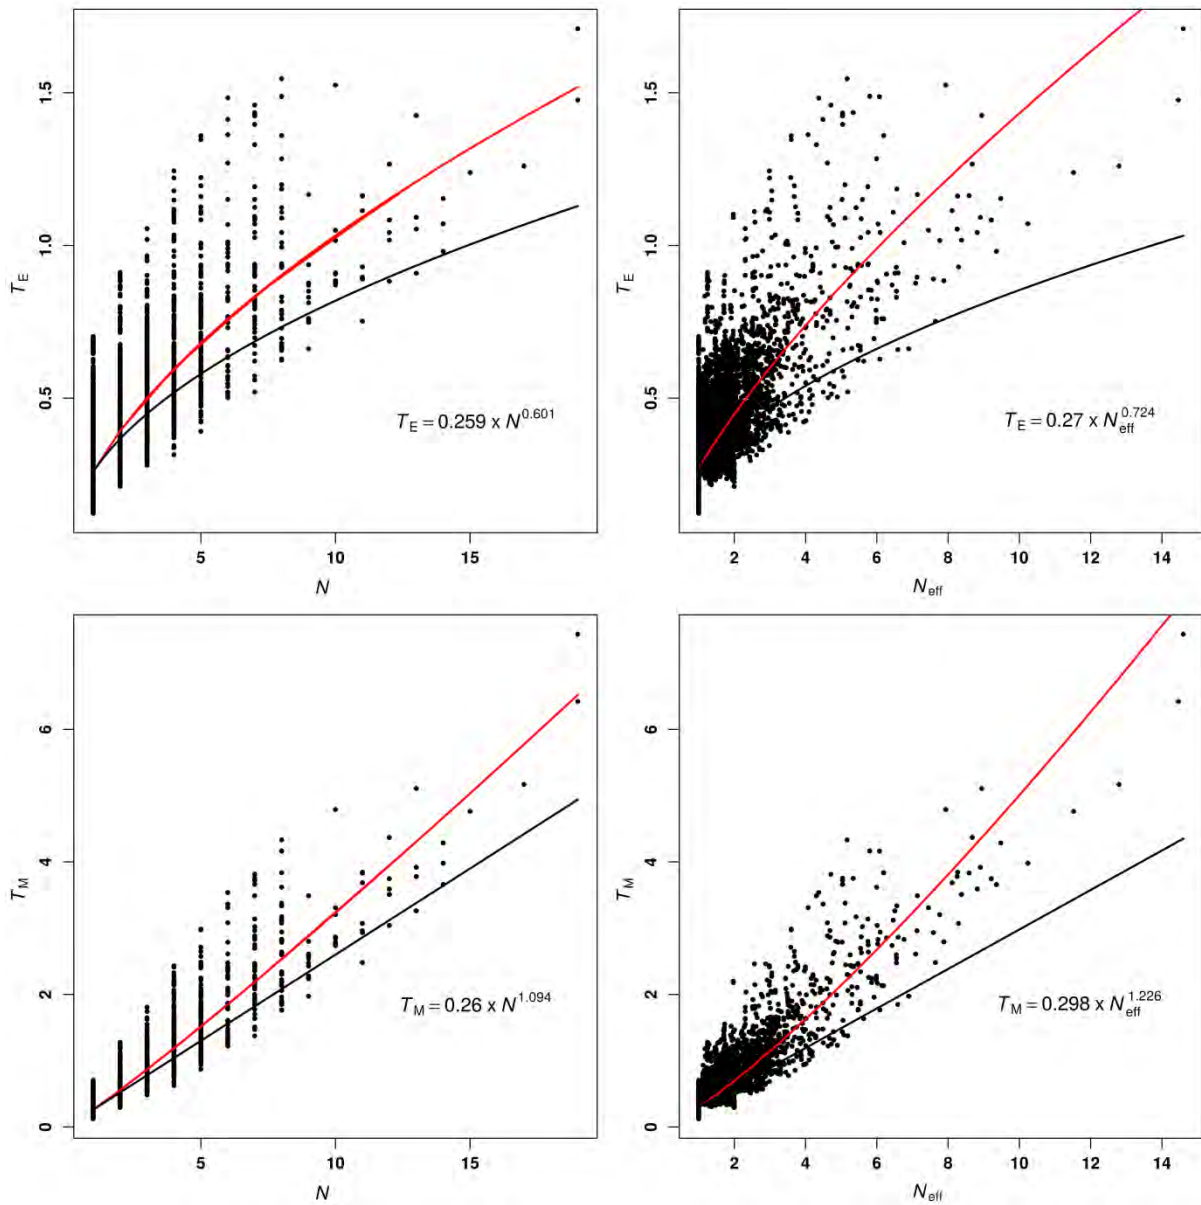 1.5
1.0
0.5
T_E
T_E = 0.259 x N^0.601
5 10 15
N
1.5
1.0
0.5
T_E
T_E = 0.27 x N_eff^0.724
2 4 6 8 10 12 14
N_eff
6
4
2
0
T_M
T_M = 0.26 x N^1.094
5 10 15
N
6
4
2
0
T_M
T_M = 0.298 x N_eff^1.226
2 4 6 8 10 12 14
N_eff